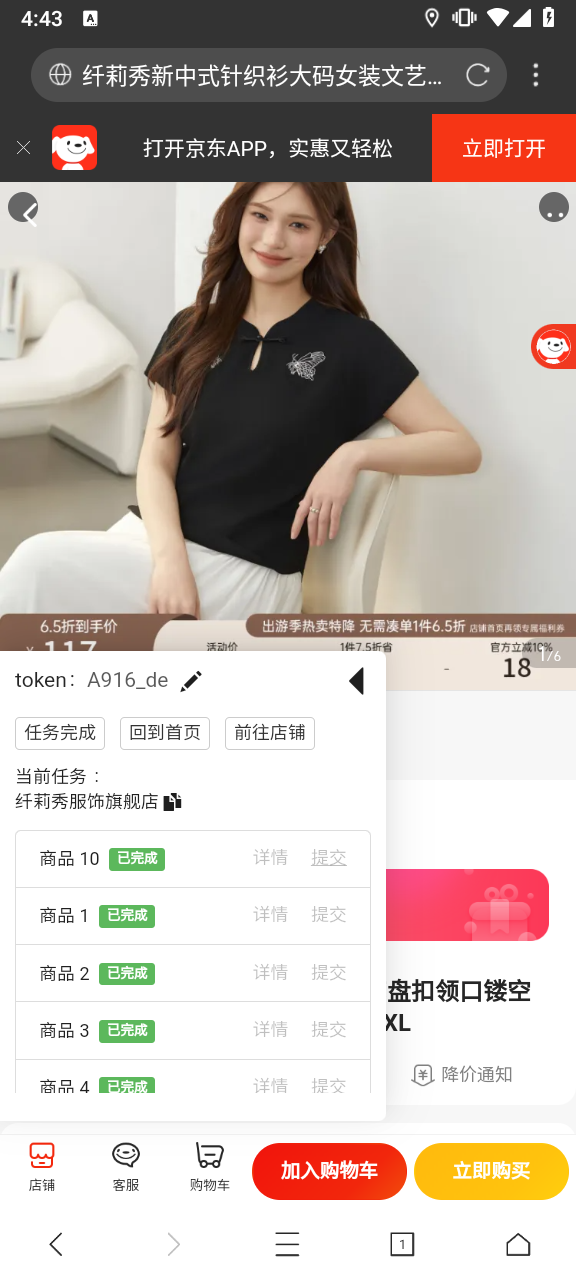 4:43
A
纤莉秀新中式针织衫大码女装文艺...
打开京东APP，实惠又轻松
立即打开
6.5折到手价
出游季热卖特降 无需凑单1件6.5折 店铺首页再领专属福利券
¥ 117
活动价
1件7.5折省
官方立减10%
-
18
1/6
token： A916_de
任务完成
回到首页
前往店铺
当前任务 ：
纤莉秀服饰旗舰店
商品 10 已完成 详情 提交
商品 1 已完成 详情 提交
商品 2 已完成 详情 提交
商品 3 已完成 详情 提交
商品 4 已完成 详情 提交
盘扣领口镂空
XL
降价通知
店铺
客服
购物车
加入购物车
立即购买
1